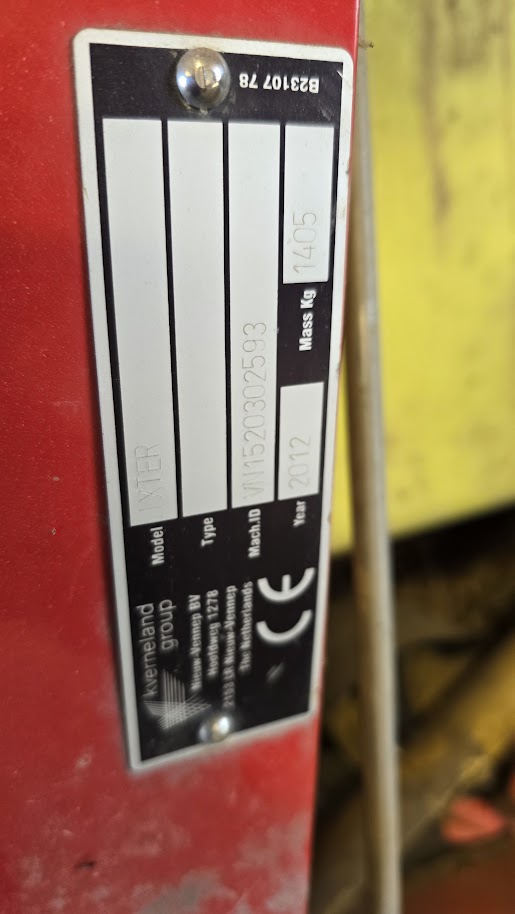 kverneland
group
Nieuw-Vennep BV
Hoofdweg 1278
2153 LR Nieuw-Vennep
The Netherlands
CE
Model IXTER
Type
Mach.ID VN1520302593
Year 2012 Mass Kg 1405
B23107 78